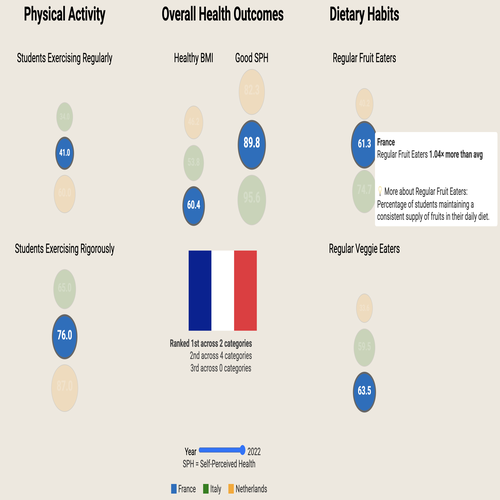 Physical Activity
Overall Health Outcomes
Dietary Habits
Students Exercising Regularly
Healthy BMI
Good SPH
Regular Fruit Eaters
41.0
89.8
95.6
60.4
61.3
France
Regular Fruit Eaters 1.04× more than avg
More about Regular Fruit Eaters:
Percentage of students maintaining a
consistent supply of fruits in their daily diet.
Students Exercising Rigorously
Regular Veggie Eaters
76.0
63.5
Ranked 1st across 2 categories
2nd across 4 categories
3rd across 0 categories
Year
2022
SPH = Self-Perceived Health
France
Italy
Netherlands